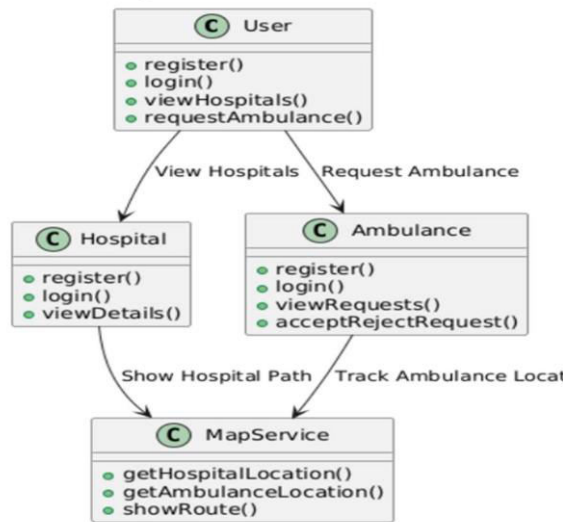 C User
register()
login()
viewHospitals()
requestAmbulance()
View Hospitals
Request Ambulance
C Hospital
register()
login()
viewDetails()
C Ambulance
register()
login()
viewRequests()
acceptRejectRequest()
Show Hospital Path
Track Ambulance Locat
C MapService
getHospitalLocation()
getAmbulanceLocation()
showRoute()